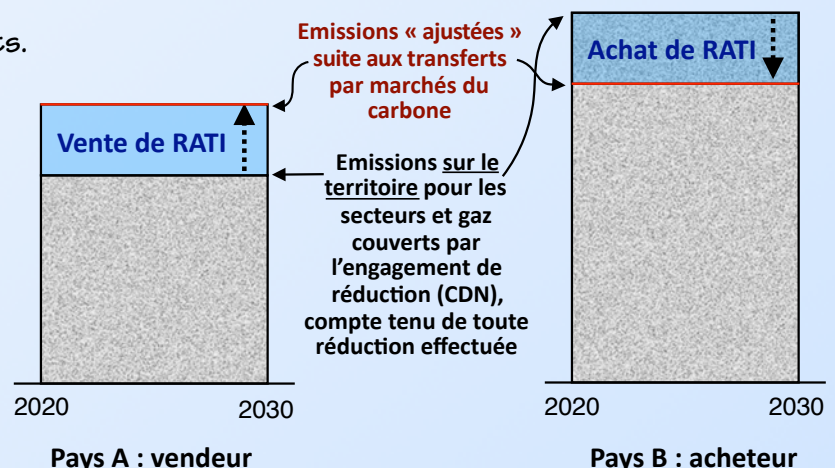 ts.
Emissions « ajustées »
suite aux transferts
par marchés du
carbone
Achat de RATI
Vente de RATI
Emissions sur le
territoire pour les
secteurs et gaz
couverts par
l’engagement de
réduction (CDN),
compte tenu de toute
réduction effectuée
2020
2030
2020
2030
Pays A : vendeur
Pays B : acheteur